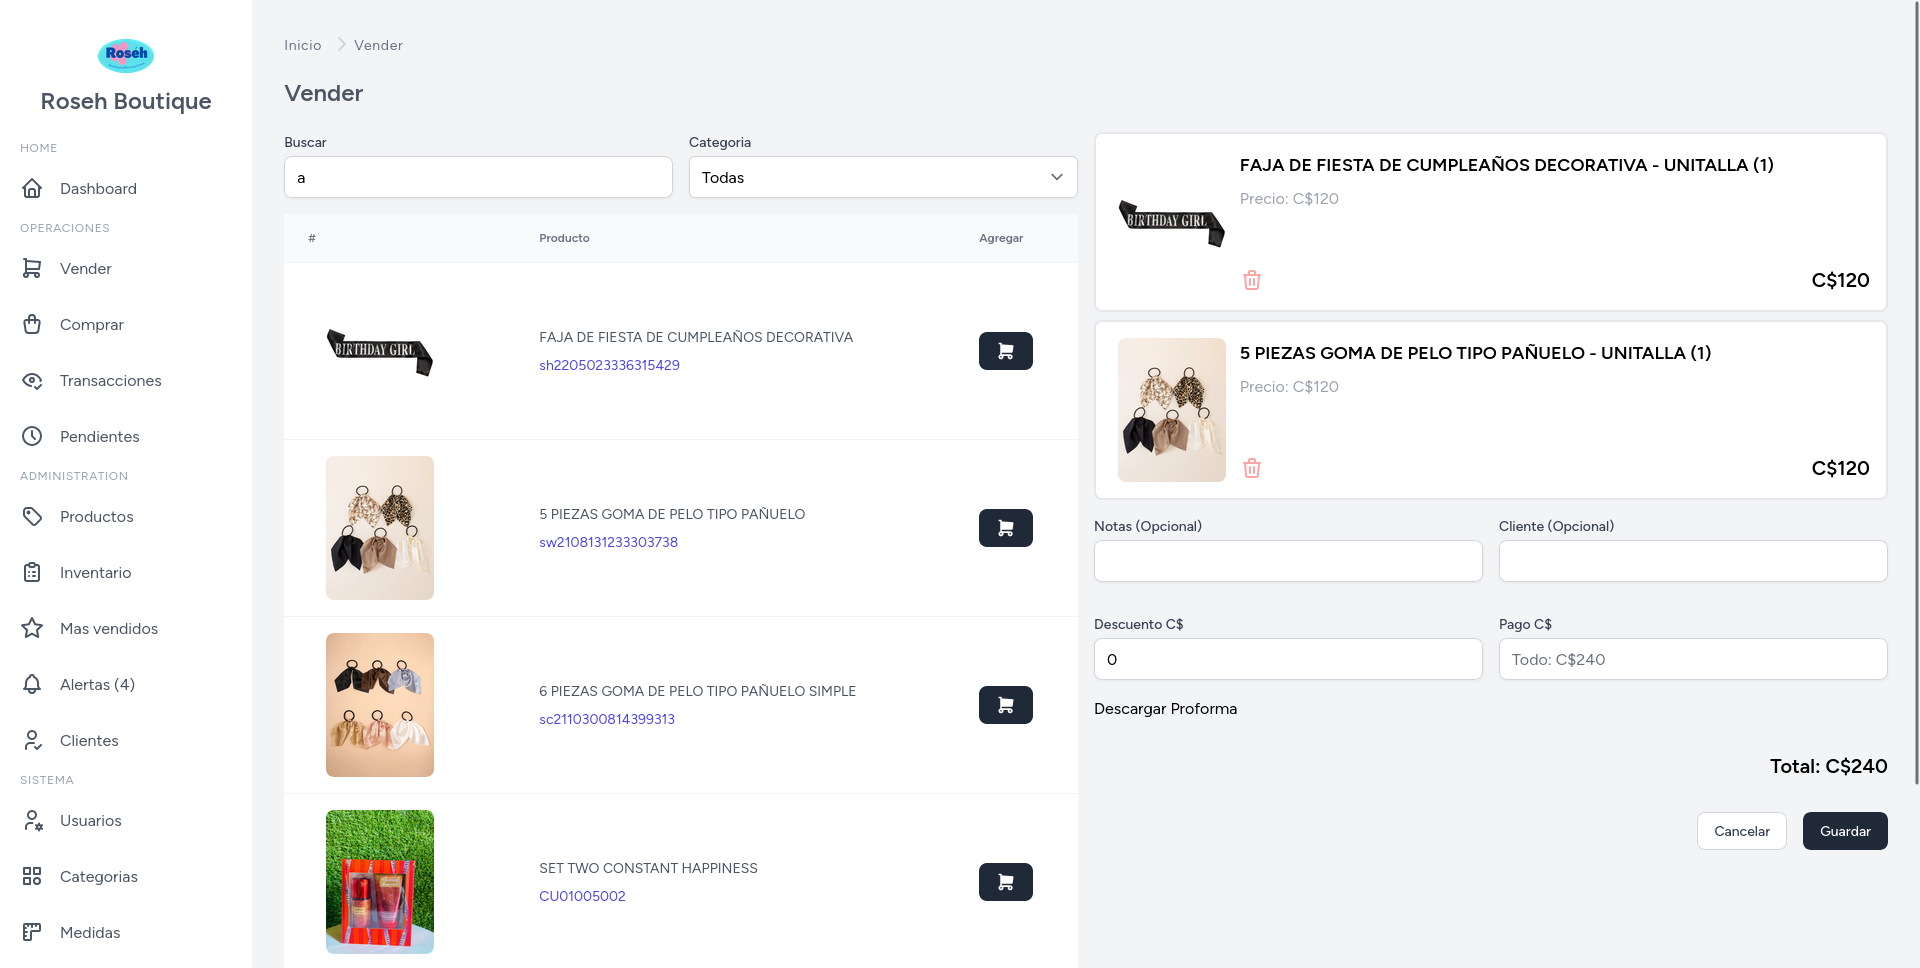 Roséh
Roseh Boutique
HOME
Dashboard
OPERACIONES
Vender
Comprar
Transacciones
Pendientes
ADMINISTRATION
Productos
Inventario
Mas vendidos
Alertas (4)
Clientes
SISTEMA
Usuarios
Categorias
Medidas
Inicio
Vender
Vender
Buscar
a
Categoria
Todas
#
Producto
Agregar
BIRTHDAY GIRL
FAJA DE FIESTA DE CUMPLEAÑOS DECORATIVA
sh2205023336315429
5 PIEZAS GOMA DE PELO TIPO PAÑUELO
sw2108131233303738
6 PIEZAS GOMA DE PELO TIPO PAÑUELO SIMPLE
sc2110300814399313
SET TWO CONSTANT HAPPINESS
CU01005002
BIRTHDAY GIRL
FAJA DE FIESTA DE CUMPLEAÑOS DECORATIVA - UNITALLA (1)
Precio: C$120
C$120
5 PIEZAS GOMA DE PELO TIPO PAÑUELO - UNITALLA (1)
Precio: C$120
C$120
Notas (Opcional)
Cliente (Opcional)
Descuento C$
0
Pago C$
Todo: C$240
Descargar Proforma
Total: C$240
Cancelar
Guardar